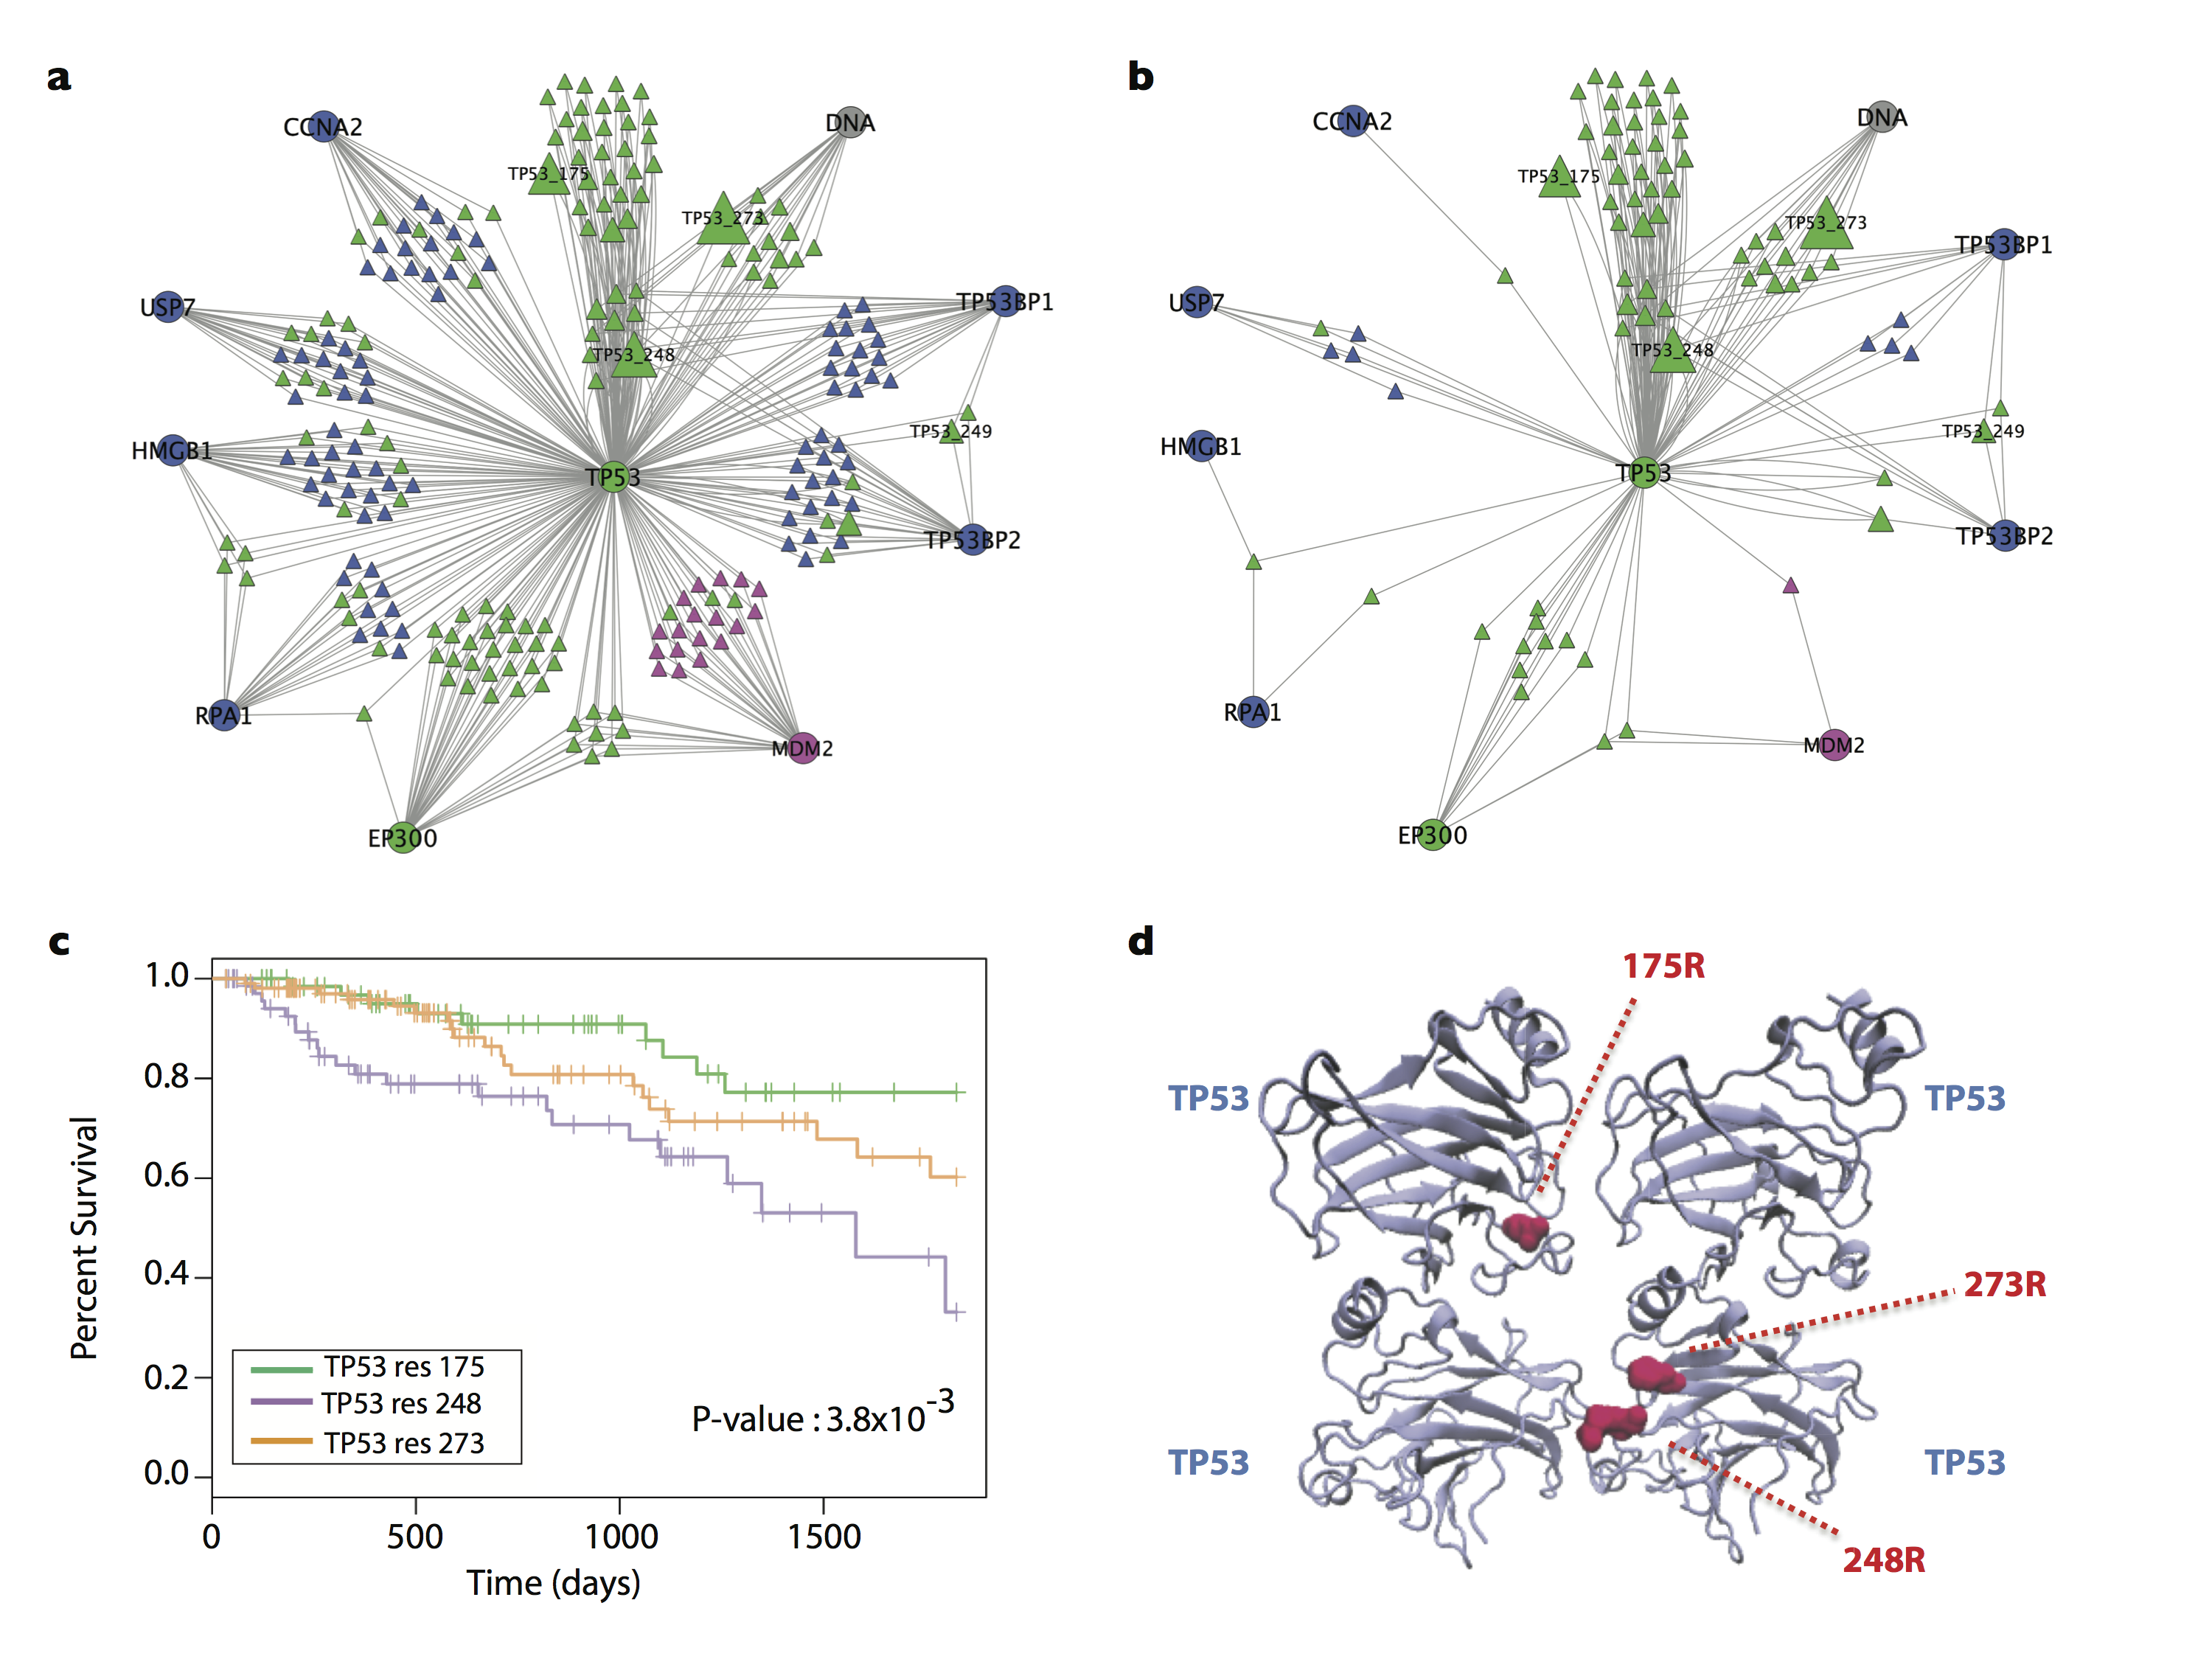 a
CCNA2
DNA
TP53_175
TP53_273
USP7
TP53BP1
TP53_248
TP53_249
HMGB1
TP53
TP53BP2
RPA1
MDM2
EP300
b
CCNA2
DNA
TP53_175
TP53_273
TP53BP1
USP7
TP53_248
TP53_249
HMGB1
TP53
TP53BP2
RPA1
MDM2
EP300
c
Percent Survival
1.0
0.8
0.6
0.4
0.2
0.0
TP53 res 175
TP53 res 248
TP53 res 273
P-value : 3.8x10-3
0 500 1000 1500
Time (days)
d
175R
TP53 TP53
273R
TP53 TP53
248R